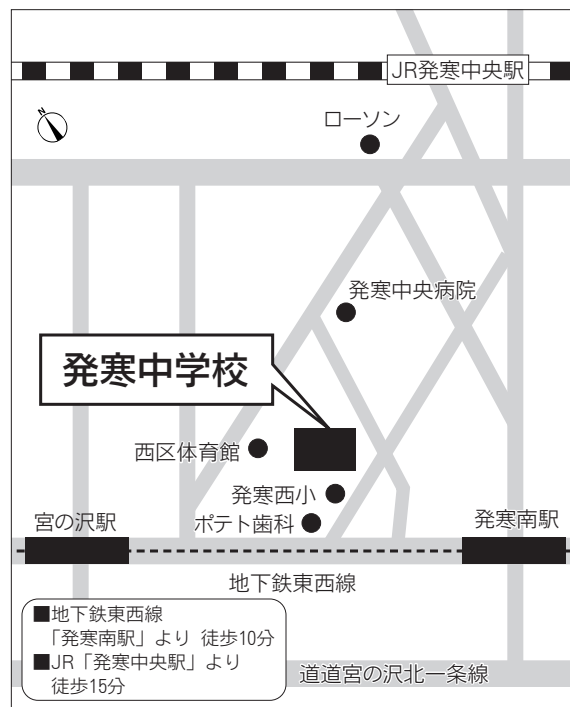 JR発寒中央駅
N
ローソン
発寒中央病院
発寒中学校
西区体育館
発寒西小
宮の沢駅
ポテト歯科
発寒南駅
地下鉄東西線
■地下鉄東西線
「発寒南駅」より 徒歩10分
■JR「発寒中央駅」より
徒歩15分
道道宮の沢北一条線